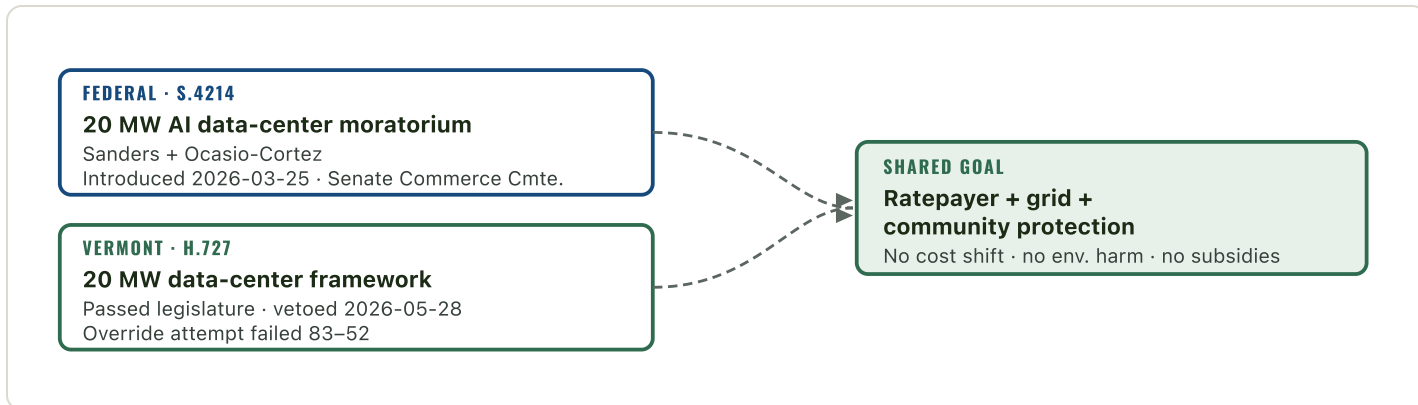 FEDERAL · S.4214
20 MW AI data-center moratorium
Sanders + Ocasio-Cortez
Introduced 2026-03-25 · Senate Commerce Cmte.
VERMONT · H.727
20 MW data-center framework
Passed legislature · vetoed 2026-05-28
Override attempt failed 83–52
SHARED GOAL
Ratepayer + grid +
community protection
No cost shift · no env. harm · no subsidies